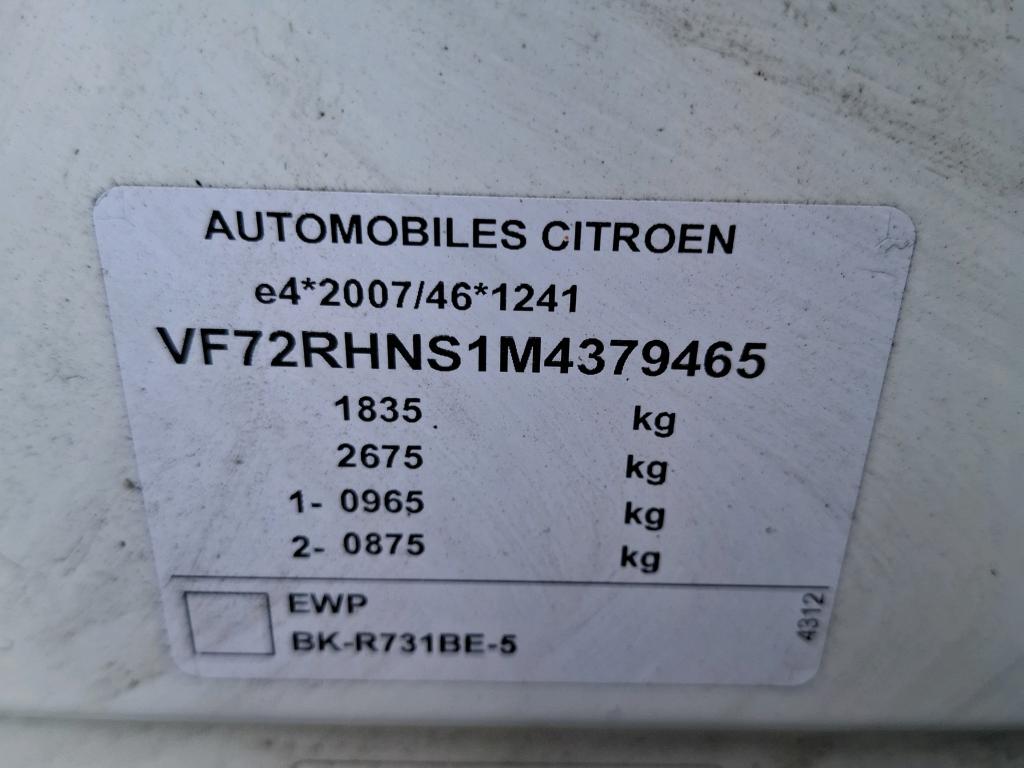 AUTOMOBILES CITROEN
e4*2007/46*1241
VF72RHNS1M4379465
1835 kg
2675 kg
1- 0965 kg
2- 0875 kg
EWP
BK-R731BE-5
4312